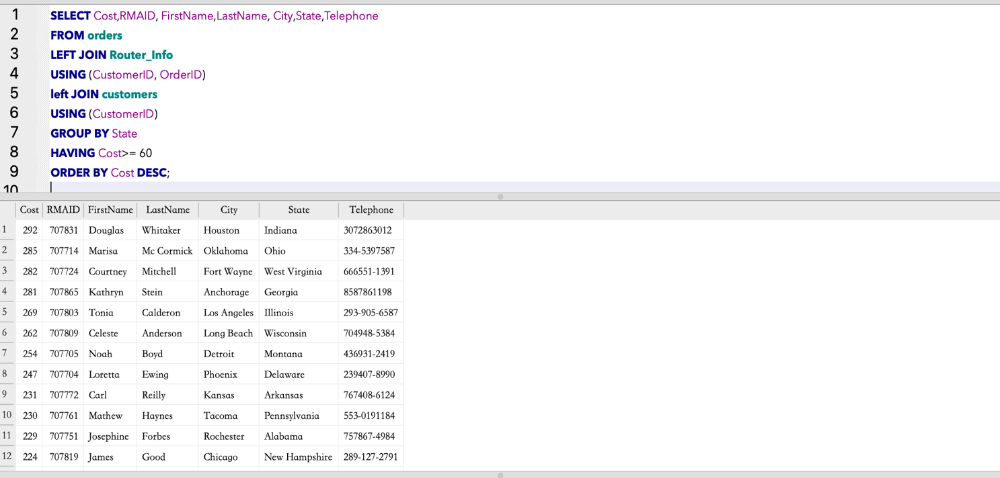 1 SELECT Cost,RMAID, FirstName,LastName, City,State,Telephone
2 FROM orders
3 LEFT JOIN Router_Info
4 USING (CustomerID, OrderID)
5 left JOIN customers
6 USING (CustomerID)
7 GROUP BY State
8 HAVING Cost>= 60
9 ORDER BY Cost DESC;
10
Cost RMAID FirstName LastName City State Telephone
1 292 707831 Douglas Whitaker Houston Indiana 3072863012
2 285 707714 Marisa Mc Cormick Oklahoma Ohio 334-5397587
3 282 707724 Courtney Mitchell Fort Wayne West Virginia 666551-1391
4 281 707865 Kathryn Stein Anchorage Georgia 8587861198
5 269 707803 Tonia Calderon Los Angeles Illinois 293-905-6587
6 262 707809 Celeste Anderson Long Beach Wisconsin 704948-5384
7 254 707705 Noah Boyd Detroit Montana 436931-2419
8 247 707704 Loretta Ewing Phoenix Delaware 239407-8990
9 231 707772 Carl Reilly Kansas Arkansas 767408-6124
10 230 707761 Mathew Haynes Tacoma Pennsylvania 553-0191184
11 229 707751 Josephine Forbes Rochester Alabama 757867-4984
12 224 707819 James Good Chicago New Hampshire 289-127-2791